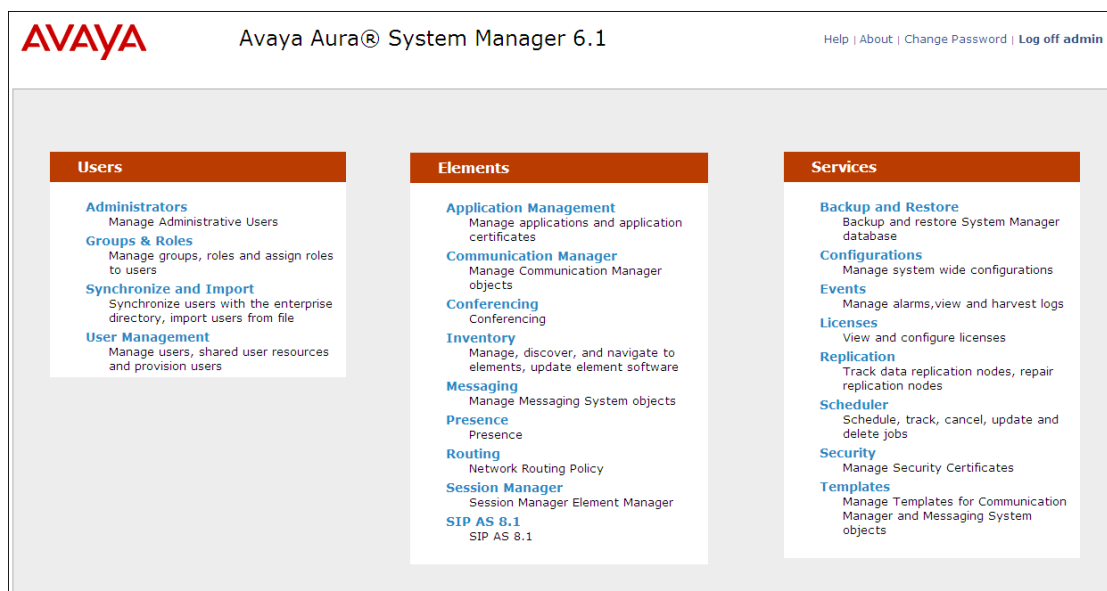 AVAYA
Avaya Aura® System Manager 6.1
Help | About | Change Password | Log off admin
Users
Administrators
Manage Administrative Users
Groups & Roles
Manage groups, roles and assign roles
to users
Synchronize and Import
Synchronize users with the enterprise
directory, import users from file
User Management
Manage users, shared user resources
and provision users
Elements
Application Management
Manage applications and application
certificates
Communication Manager
Manage Communication Manager
objects
Conferencing
Conferencing
Inventory
Manage, discover, and navigate to
elements, update element software
Messaging
Manage Messaging System objects
Presence
Presence
Routing
Network Routing Policy
Session Manager
Session Manager Element Manager
SIP AS 8.1
SIP AS 8.1
Services
Backup and Restore
Backup and restore System Manager
database
Configurations
Manage system wide configurations
Events
Manage alarms,view and harvest logs
Licenses
View and configure licenses
Replication
Track data replication nodes, repair
replication nodes
Scheduler
Schedule, track, cancel, update and
delete jobs
Security
Manage Security Certificates
Templates
Manage Templates for Communication
Manager and Messaging System
objects